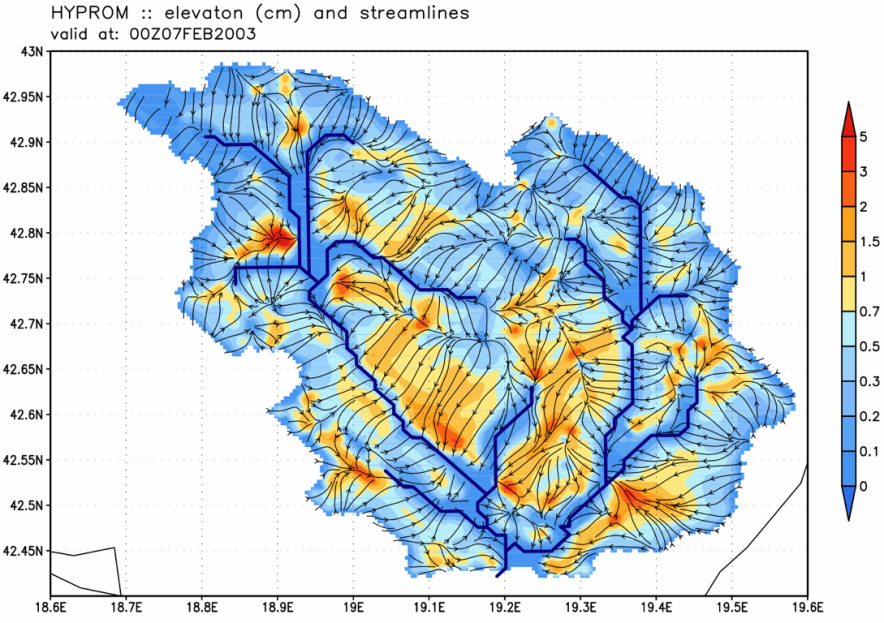 HYPROM :: elevaton (cm) and streamlines
valid at: 00Z07FEB2003
43N
42.95N
42.9N
42.85N
42.8N
42.75N
42.7N
42.65N
42.6N
42.55N
42.5N
42.45N
18.6E 18.7E 18.8E 18.9E 19E 19.1E 19.2E 19.3E 19.4E 19.5E 19.6E
5
3
2
1.5
1
0.7
0.5
0.3
0.2
0.1
0